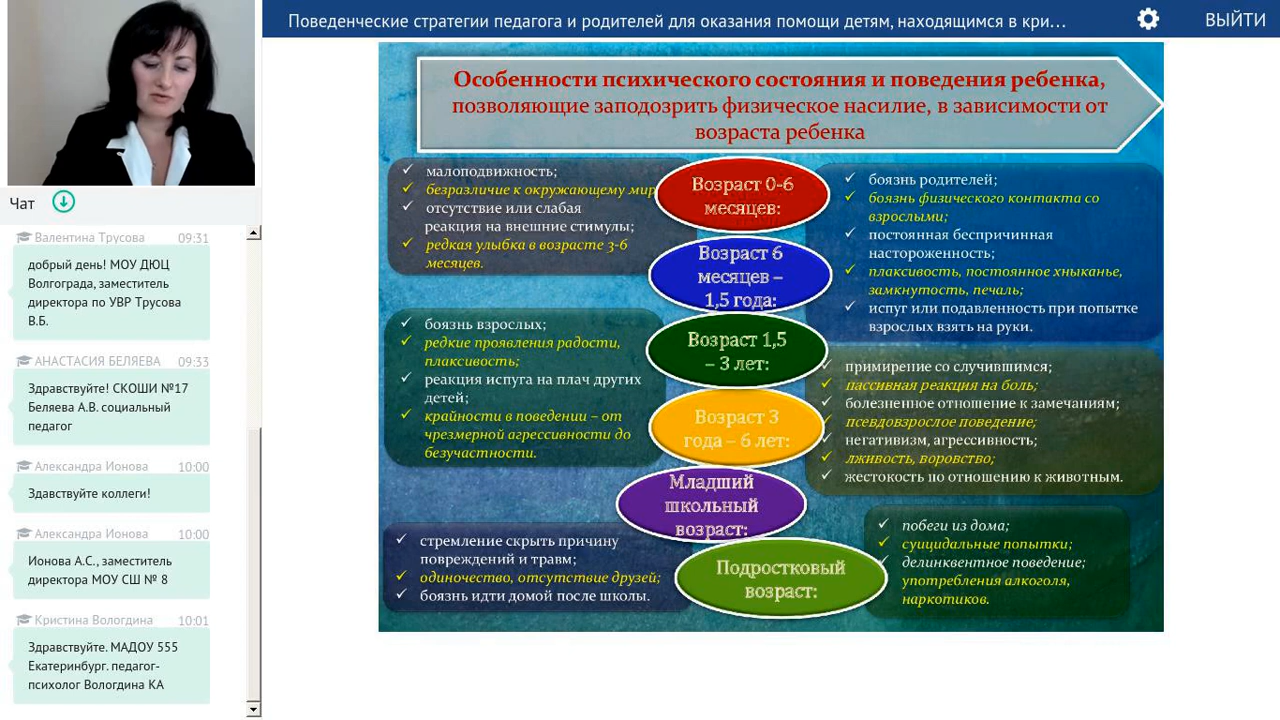 Поведенческие стратегии педагога и родителей для оказания помощи детям, находящимся в кри...
ВЫЙТИ
Чат
Валентина Трусова 09:31
добрый день! МОУ ДЮЦ
Волгограда, заместитель
директора по УВР Трусова
В.Б.
АНАСТАСИЯ БЕЛЯЕВА 09:33
Здравствуйте! СКОШИ №17
Беляева А.В. социальный
педагог
Александра Ионова 10:00
Здавствуйте коллеги!
Александра Ионова 10:00
Ионова А.С., заместитель
директора МОУ СШ № 8
Кристина Вологдина 10:01
Здравствуйте. МАДОУ 555
Екатеринбург. педагог-
психолог Вологдина КА
Особенности психического состояния и поведения ребенка,
позволяющие заподозрить физическое насилие, в зависимости от
возраста ребенка
Возраст 0-6
месяцев:
малоподвижность;
безразличие к окружающему мир
отсутствие или слабая
реакция на внешние стимулы;
редкая улыбка в возрасте 3-6
месяцев.
Возраст 6
месяцев –
1,5 года:
боязнь родителей;
боязнь физического контакта со
взрослыми;
постоянная беспричинная
настороженность;
плаксивость, постоянное хныканье,
замкнутость, печаль;
испуг или подавленность при попытке
взрослых взять на руки.
Возраст 1,5
– 3 лет:
боязнь взрослых;
редкие проявления радости,
плаксивость;
реакция испуга на плач других
детей;
крайности в поведении – от
чрезмерной агрессивности до
безучастности.
Возраст 3
года – 6 лет:
примирение со случившимся;
пассивная реакция на боль;
болезненное отношение к замечаниям;
псевдовзрослое поведение;
негативизм, агрессивность;
лживость, воровство;
жестокость по отношению к животным.
Младший
школьный
возраст:
стремление скрыть причину
повреждений и травм;
одиночество, отсутствие друзей;
боязнь идти домой после школы.
Подростковый
возраст:
побеги из дома;
суицидальные попытки;
делинквентное поведение;
употребления алкоголя,
наркотиков.